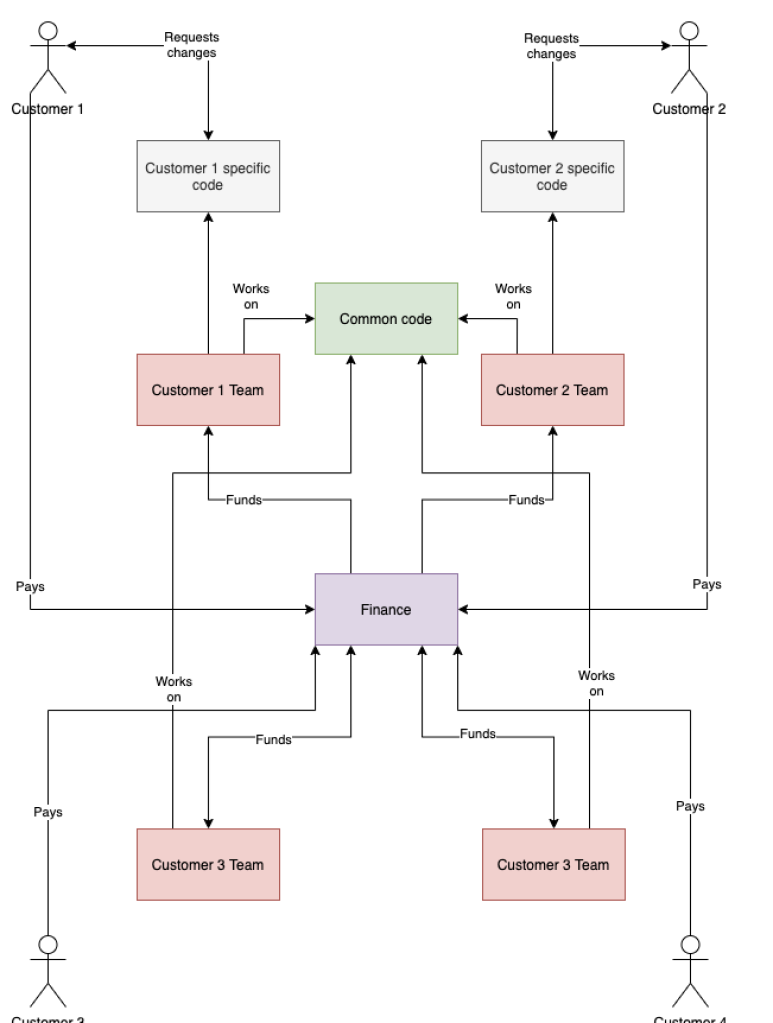 Requests
changes
Requests
changes
Customer 1
Customer 2
Customer 1 specific
code
Customer 2 specific
code
Works
on
Works
on
Common code
Customer 1 Team
Customer 2 Team
Funds
Funds
Pays
Pays
Finance
Works
on
Works
on
Funds
Funds
Pays
Pays
Customer 3 Team
Customer 3 Team
Customer 3
Customer 4